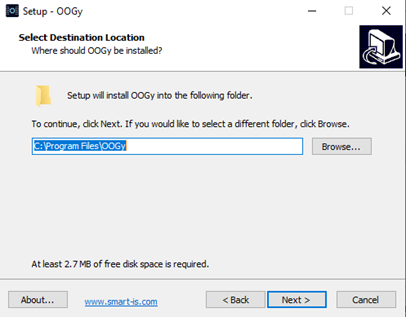 Setup - OOGy
Select Destination Location
Where should OOGy be installed?
Setup will install OOGy into the following folder.
To continue, click Next. If you would like to select a different folder, click Browse.
C:\Program Files\OOGy
Browse...
At least 2.7 MB of free disk space is required.
About...
www.smart-is.com
< Back
Next >
Cancel